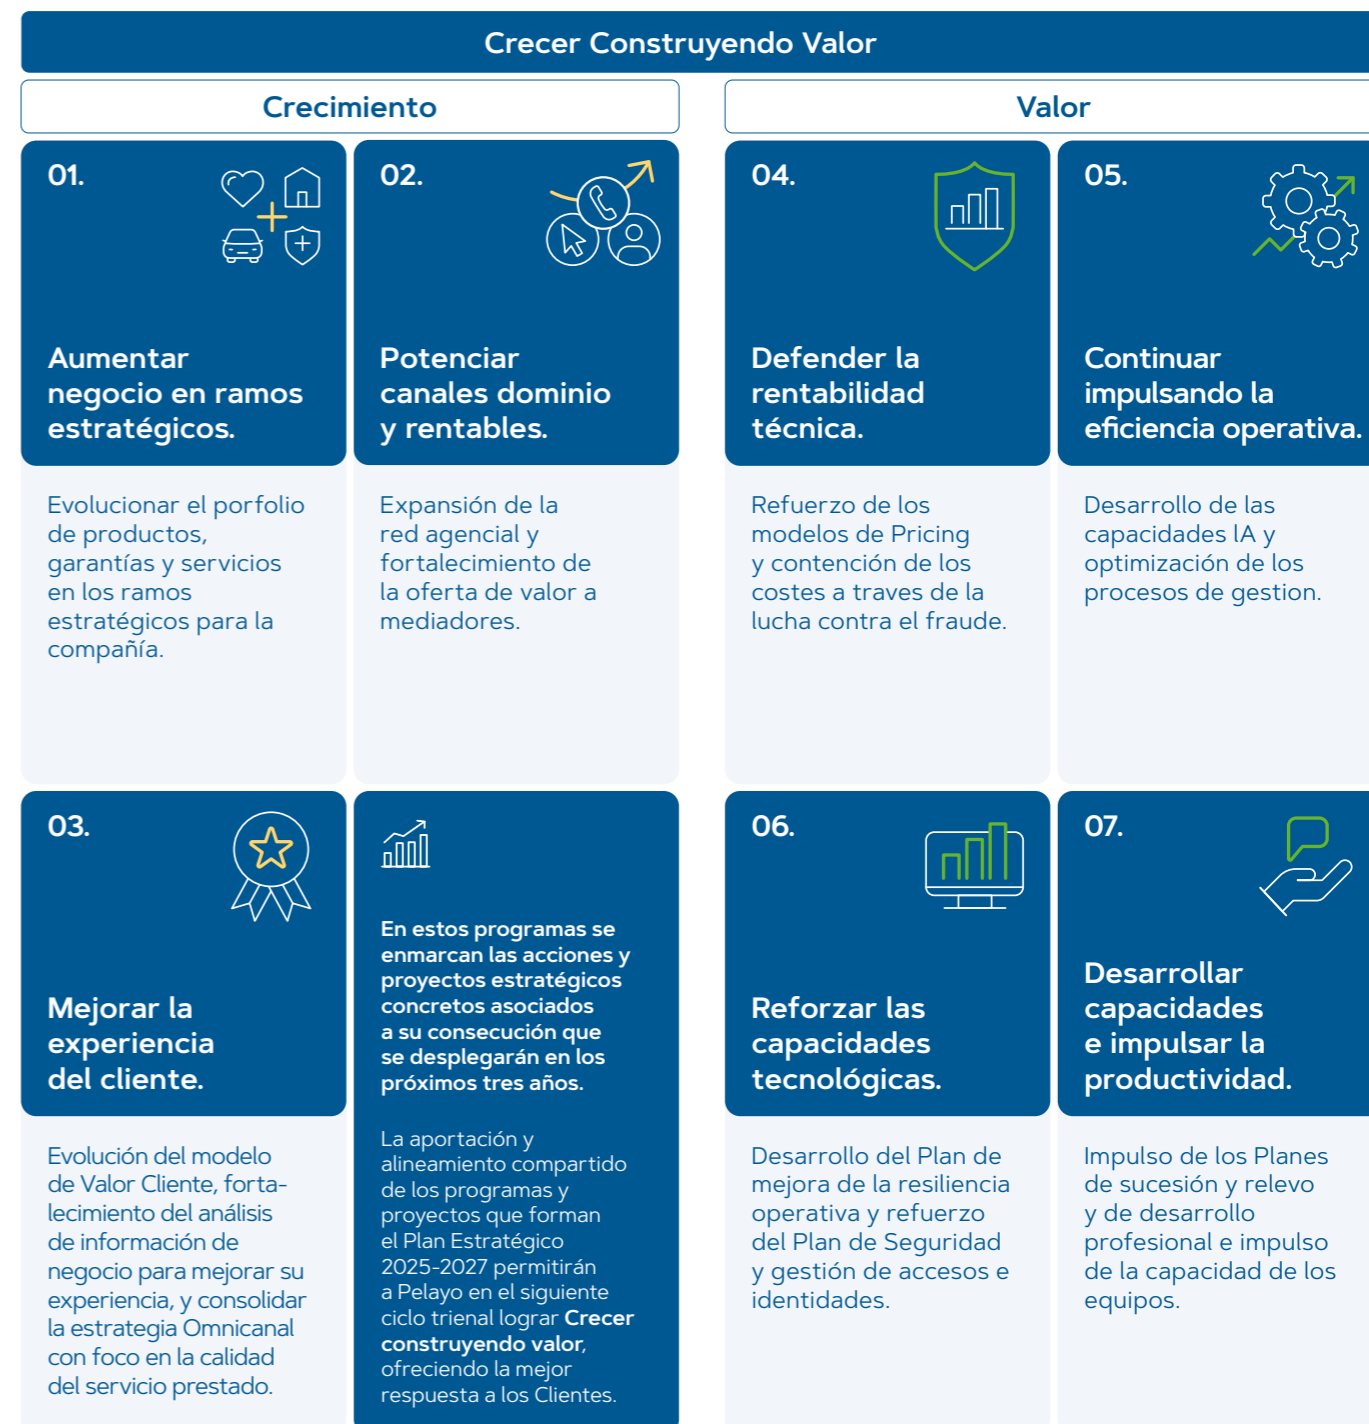 Crecer Construyendo Valor
Crecimiento
01.
Aumentar
negocio en ramos
estratégicos.
Evolucionar el porfolio
de productos,
garantías y servicios
en los ramos
estratégicos para la
compañía.
02.
Potenciar
canales dominio
y rentables.
Expansión de la
red agencial y
fortalecimiento de
la oferta de valor a
mediadores.
03.
Mejorar la
experiencia
del cliente.
Evolución del modelo
de Valor Cliente, forta-
lecimiento del análisis
de información de
negocio para mejorar su
experiencia, y consolidar
la estrategia Omnicanal
con foco en la calidad
del servicio prestado.
En estos programas se
enmarcan las acciones y
proyectos estratégicos
concretos asociados
a su consecución que
se desplegarán en los
próximos tres años.
La aportación y
alineamiento compartido
de los programas y
proyectos que forman
el Plan Estratégico
2025-2027 permitirán
a Pelayo en el siguiente
ciclo trienal lograr Crecer
construyendo valor,
ofreciendo la mejor
respuesta a los Clientes.
Valor
04.
Defender la
rentabilidad
técnica.
Refuerzo de los
modelos de Pricing
y contención de los
costes a traves de la
lucha contra el fraude.
05.
Continuar
impulsando la
eficiencia operativa.
Desarrollo de las
capacidades lA y
optimización de los
procesos de gestion.
06.
Reforzar las
capacidades
tecnológicas.
Desarrollo del Plan de
mejora de la resiliencia
operativa y refuerzo
del Plan de Seguridad
y gestión de accesos e
identidades.
07.
Desarrollar
capacidades
e impulsar la
productividad.
Impulso de los Planes
de sucesión y relevo
y de desarrollo
profesional e impulso
de la capacidad de los
equipos.